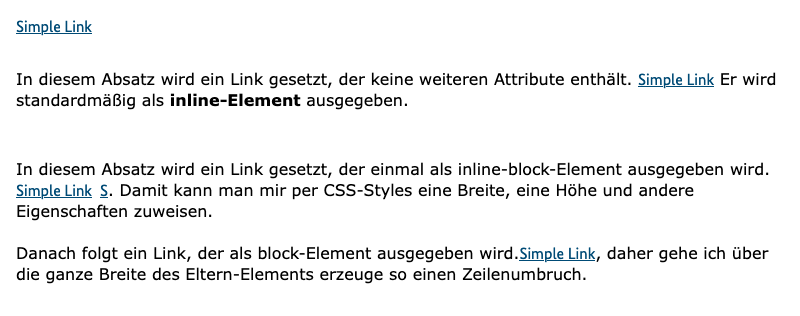 Simple Link
In diesem Absatz wird ein Link gesetzt, der keine weiteren Attribute enthält. Simple Link Er wird
standardmäßig als inline-Element ausgegeben.
In diesem Absatz wird ein Link gesetzt, der einmal als inline-block-Element ausgegeben wird.
Simple Link S. Damit kann man mir per CSS-Styles eine Breite, eine Höhe und andere
Eigenschaften zuweisen.
Danach folgt ein Link, der als block-Element ausgegeben wird.Simple Link, daher gehe ich über
die ganze Breite des Eltern-Elements erzeuge so einen Zeilenumbruch.